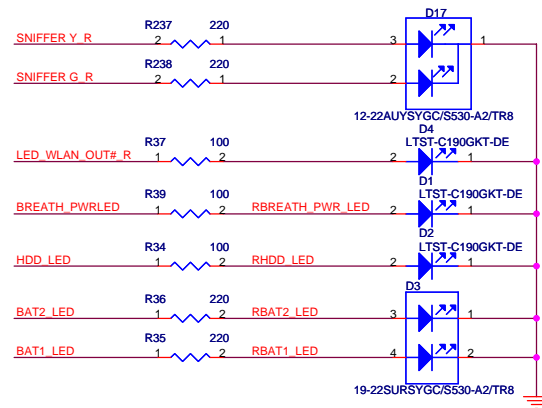 D17
R237 220
SNIFFER Y_R 2 1 3 1
R238 220
SNIFFER G_R 2 1 2
12-22AUYSYGC/S530-A2/TR8
D4
R37 100 LTST-C190GKT-DE
LED_WLAN_OUT#_R 1 2 2 1
D1
R39 100 LTST-C190GKT-DE
BREATH_PWRLED 1 2 RBREATH_PWR_LED 2 1
D2
R34 100 LTST-C190GKT-DE
HDD_LED 1 2 RHDD_LED 2 1
D3
R36 220
BAT2_LED 1 2 RBAT2_LED 3 1
R35 220
BAT1_LED 1 2 RBAT1_LED 4 2
19-22SURSYGC/S530-A2/TR8